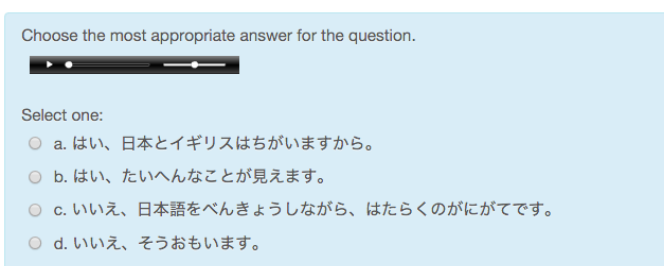 Choose the most appropriate answer for the question.
Select one:
a. はい、日本とイギリスはちがいますから。
b. はい、たいへんなことが見えます。
c. いいえ、日本語をべんきょうしながら、はたらくのがにがてです。
d. いいえ、そうおもいます。